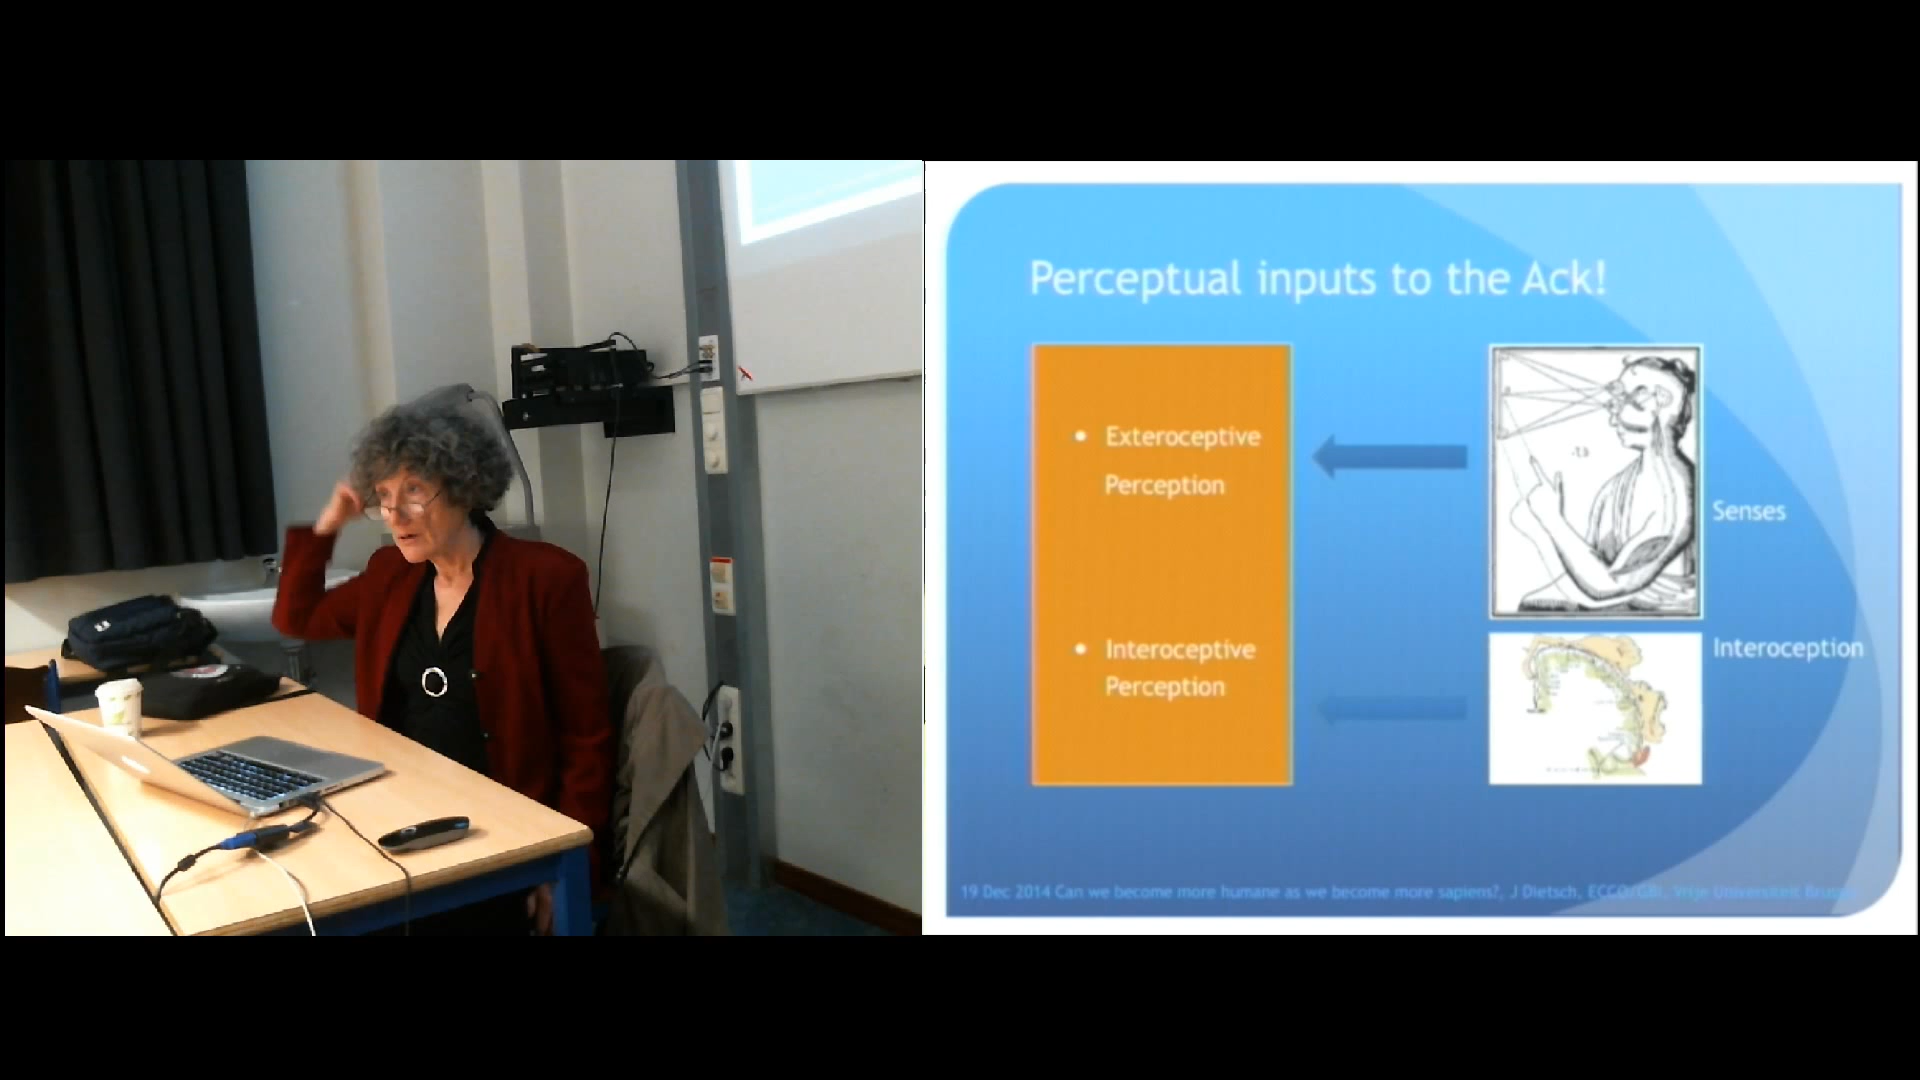 Perceptual inputs to the Ack!
• Exteroceptive
Perception
Senses
• Interoceptive
Perception
Interoception
19 Dec 2014 Can we become more humane as we become more sapiens?, J Dietsch, ECCO/GBI, Vrije Universiteit